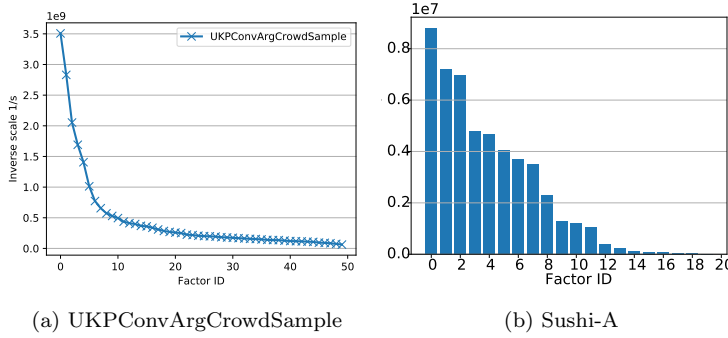 1e9
3.5
3.0
2.5
2.0
1.5
1.0
0.5
0.0
Inverse scale 1/s
UKPConvArgCrowdSample
0 10 20 30 40 50
Factor ID
(a) UKPConvArgCrowdSample
1e7
0.8
0.6
0.4
0.2
0.0
0 2 4 6 8 10 12 14 16 18 20
Factor ID
(b) Sushi-A